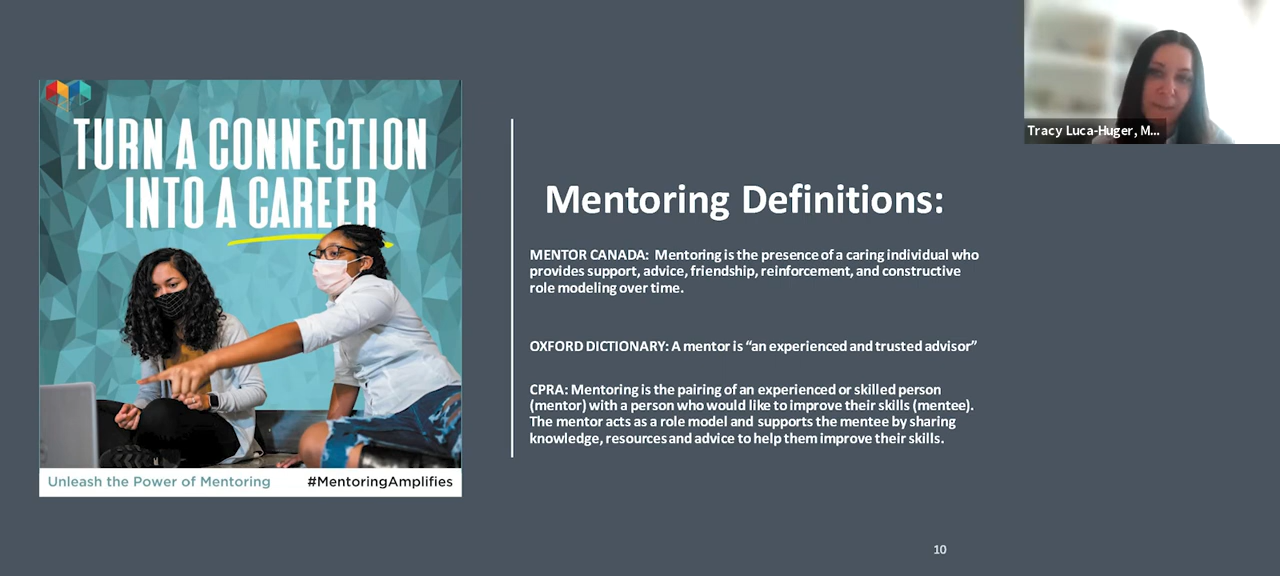 TURN A CONNECTION
INTO A CAREER
Unleash the Power of Mentoring
#MentoringAmplifies
Mentoring Definitions:
MENTOR CANADA: Mentoring is the presence of a caring individual who
provides support, advice, friendship, reinforcement, and constructive
role modeling over time.
OXFORD DICTIONARY: A mentor is “an experienced and trusted advisor”
CPRA: Mentoring is the pairing of an experienced or skilled person
(mentor) with a person who would like to improve their skills (mentee).
The mentor acts as a role model and supports the mentee by sharing
knowledge, resources and advice to help them improve their skills.
10
Tracy Luca-Huger, M...